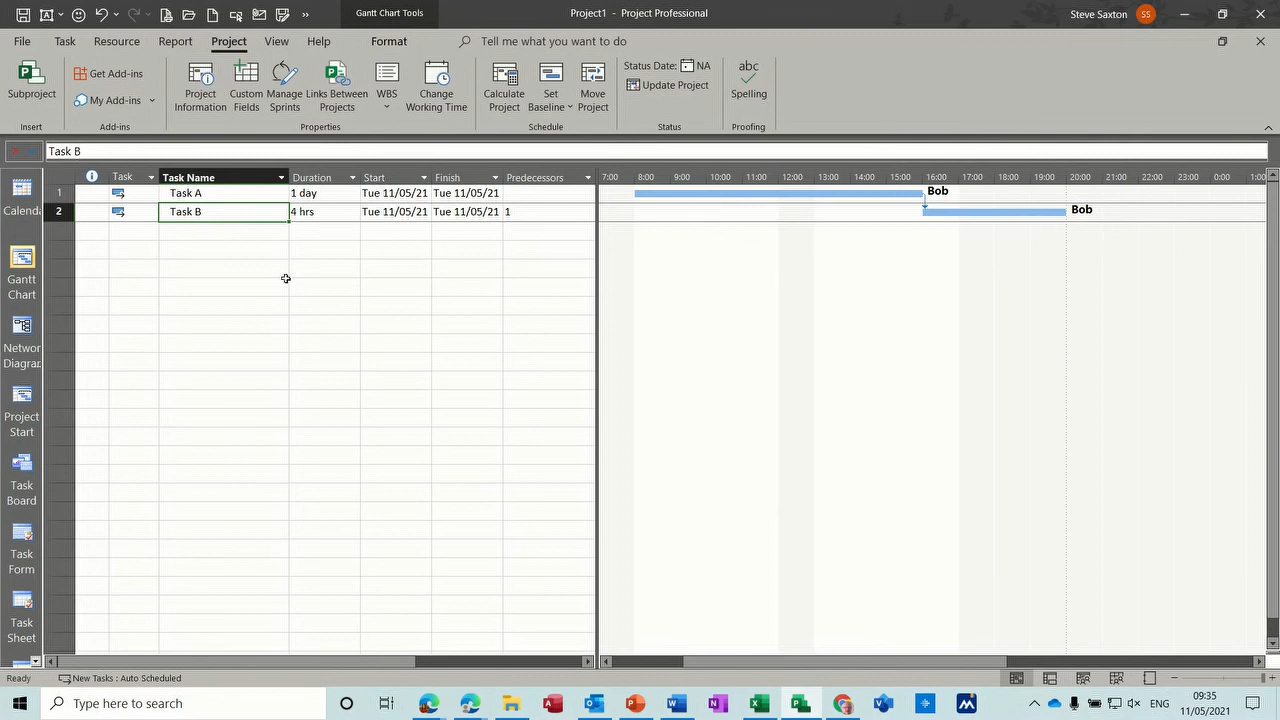 Gantt Chart Tools
Project1 - Project Professional
Steve Saxton
SS
File Task Resource Report Project View Help Format Tell me what you want to do
Subproject
Insert
Get Add-ins
My Add-ins
Add-ins
Project Information
Custom Fields
Manage Sprints
Links Between Projects
WBS
Change Working Time
Properties
Calculate Project
Set Baseline
Move Project
Schedule
Status Date: NA
Update Project
Status
abc
Spelling
Proofing
Task B
Task Task Name Duration Start Finish Predecessors
7:00 8:00 9:00 10:00 11:00 12:00 13:00 14:00 15:00 16:00 17:00 18:00 19:00 20:00 21:00 22:00 23:00 0:00 1:00
1 Task A 1 day Tue 11/05/21 Tue 11/05/21 Bob
2 Task B 4 hrs Tue 11/05/21 Tue 11/05/21 1 Bob
Calenda
Gantt Chart
Networ Diagrar
Project Start
Task Board
Task Form
Task Sheet
Ready New Tasks : Auto Scheduled
Type here to search
ENG
09:35
11/05/2021